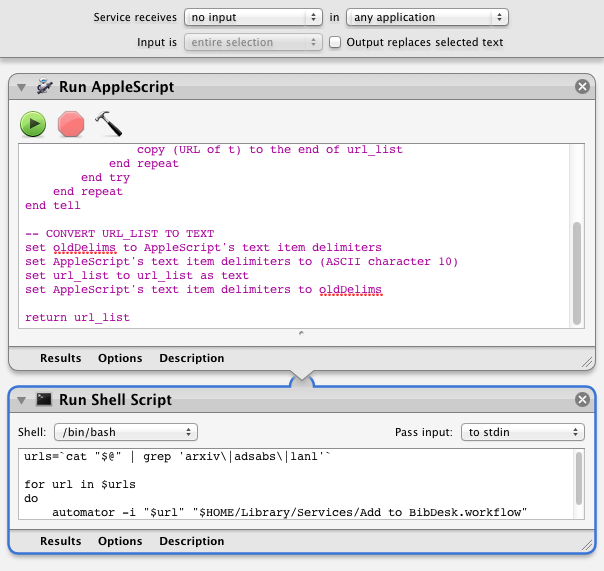 Service receives no input in any application
Input is entire selection Output replaces selected text
Run AppleScript
copy (URL of t) to the end of url_list
end repeat
end try
end repeat
end tell
-- CONVERT URL_LIST TO TEXT
set oldDelims to AppleScript's text item delimiters
set AppleScript's text item delimiters to (ASCII character 10)
set url_list to url_list as text
set AppleScript's text item delimiters to oldDelims
return url_list
Results Options Description
Run Shell Script
Shell: /bin/bash Pass input: to stdin
urls=`cat "$@" | grep 'arxiv\|adsabs\|lanl'`
for url in $urls
do
automator -i "$url" "$HOME/Library/Services/Add to BibDesk.workflow"
Results Options Description